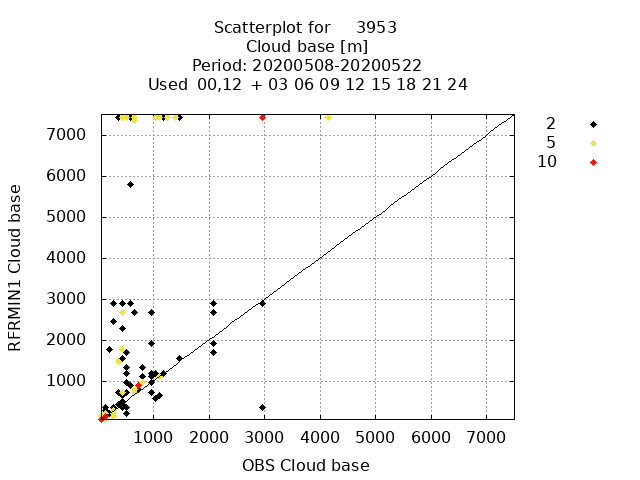 Scatterplot for 3953
Cloud base [m]
Period: 20200508-20200522
Used 00,12 + 03 06 09 12 15 18 21 24
2
5
10
7000
6000
5000
4000
3000
2000
1000
RFRMIN1 Cloud base
1000 2000 3000 4000 5000 6000 7000
OBS Cloud base